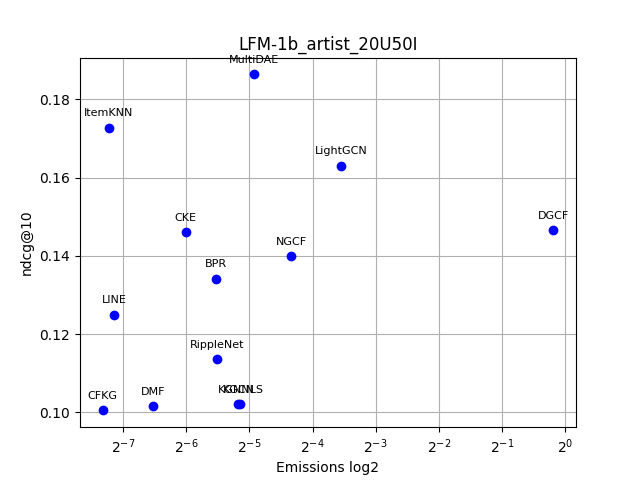 LFM-1b_artist_20U50I
MultiDAE
0.18
ItemKNN
LightGCN
0.16
CKE
DGCF
NGCF
0.14
BPR
LINE
0.12
RippleNet
CFKG
DMF
0.10
ndcg@10
2⁻⁷ 2⁻⁶ 2⁻⁵ 2⁻⁴ 2⁻³ 2⁻² 2⁻¹ 2⁰
Emissions log2